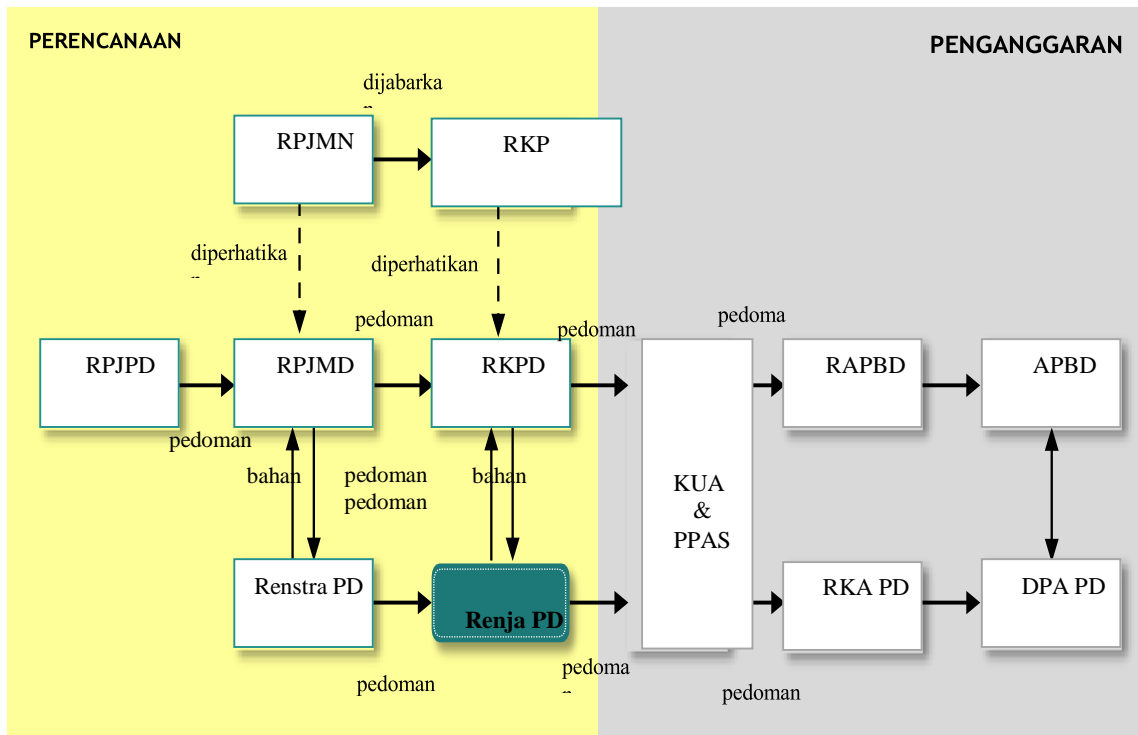 PERENCANAAN
PENGANGGARAN
dijabarka
RPJMN
RKP
diperhatika
diperhatikan
pedoman
pedoman
pedoma
RPJPD
RPJMD
RKPD
RAPBD
APBD
pedoman
bahan
pedoman
pedoman
bahan
KUA
&
PPAS
Renstra PD
Renja PD
RKA PD
DPA PD
pedoman
pedoma
pedoman